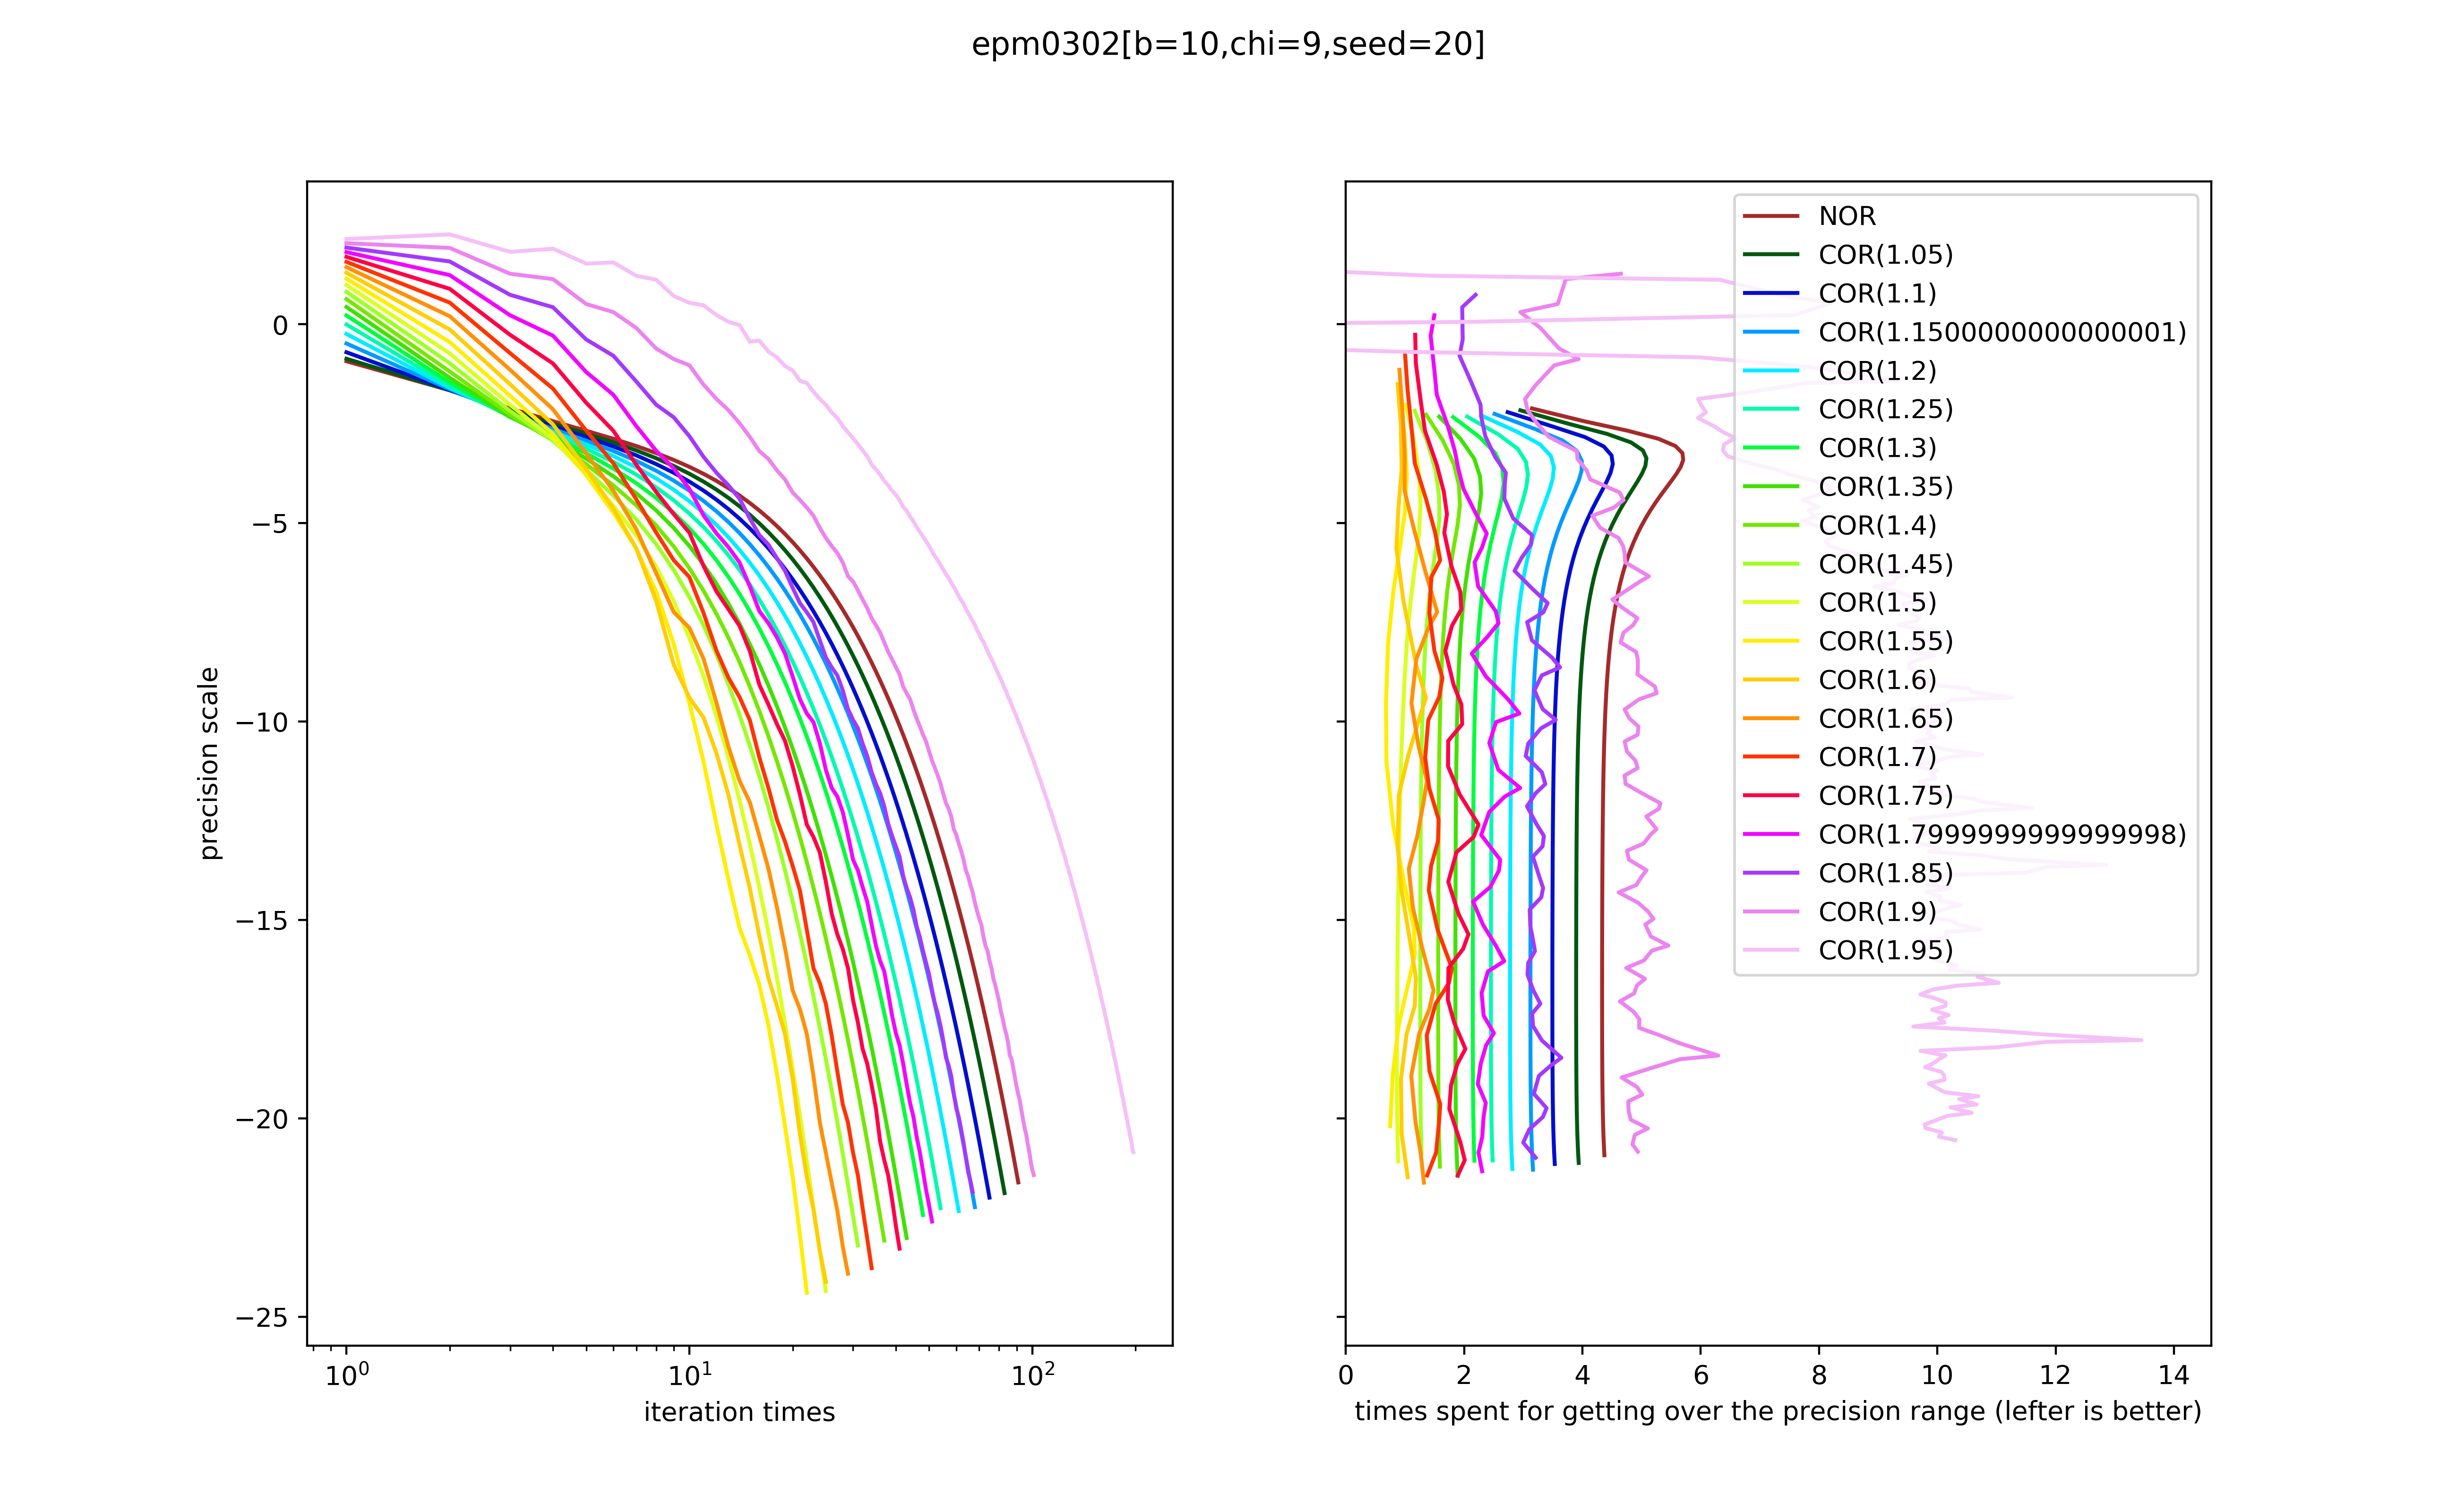 epm0302[b=10,chi=9,seed=20]
precision scale
0
−5
−10
−15
−20
−25
10⁰
10¹
10²
iteration times
NOR
COR(1.05)
COR(1.1)
COR(1.1500000000000001)
COR(1.2)
COR(1.25)
COR(1.3)
COR(1.35)
COR(1.4)
COR(1.45)
COR(1.5)
COR(1.55)
COR(1.6)
COR(1.65)
COR(1.7)
COR(1.75)
COR(1.7999999999999998)
COR(1.85)
COR(1.9)
COR(1.95)
0 2 4 6 8 10 12 14
times spent for getting over the precision range (lefter is better)